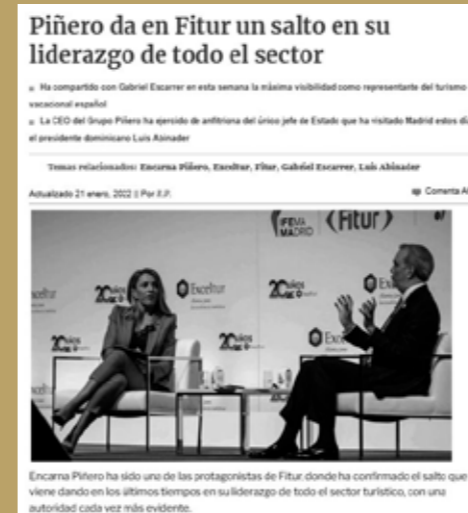 Piñero da en Fitur un salto en su
liderazgo de todo el sector
Ha compartido con Gabriel Escarrer en esta semana la máxima visibilidad como representante del turismo
vacacional español
La CEO del Grupo Piñero ha ejercido de anfitriona del único jefe de Estado que ha visitado Madrid estos dí
el presidente dominicano Luis Abinader
Temas relacionados: Encarna Piñero, Exceltur, Fitur, Gabriel Escarrer, Luis Abinader
Actualizado 21 enero, 2022 || Por
Comenta A
IFEMA
MADRID
Fitur
20 años
Exceltur
20 años
20 años
Encarna Piñero ha sido una de las protagonistas de Fitur, donde ha confirmado el salto que
viene dando en los últimos tiempos en su liderazgo de todo el sector turístico, con una
autoridad cada vez más evidente.